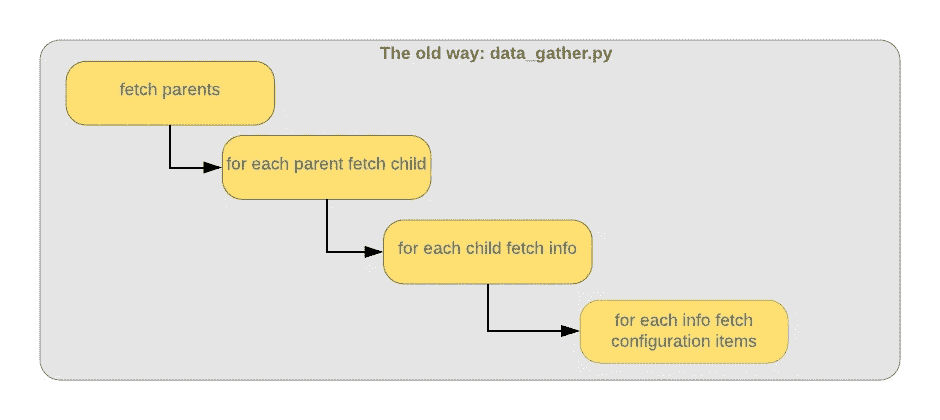 The old way: data_gather.py
fetch parents
for each parent fetch child
for each child fetch info
for each info fetch
configuration items